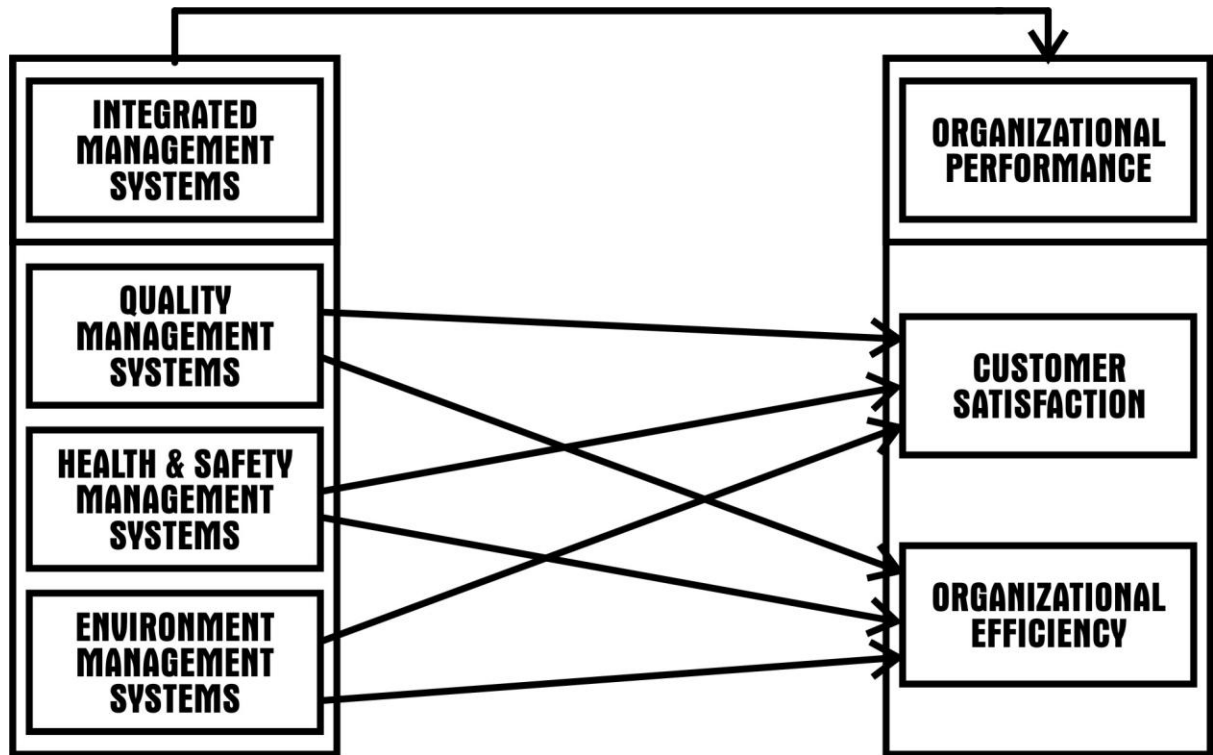 INTEGRATED
MANAGEMENT
SYSTEMS
QUALITY
MANAGEMENT
SYSTEMS
HEALTH & SAFETY
MANAGEMENT
SYSTEMS
ENVIRONMENT
MANAGEMENT
SYSTEMS
ORGANIZATIONAL
PERFORMANCE
CUSTOMER
SATISFACTION
ORGANIZATIONAL
EFFICIENCY